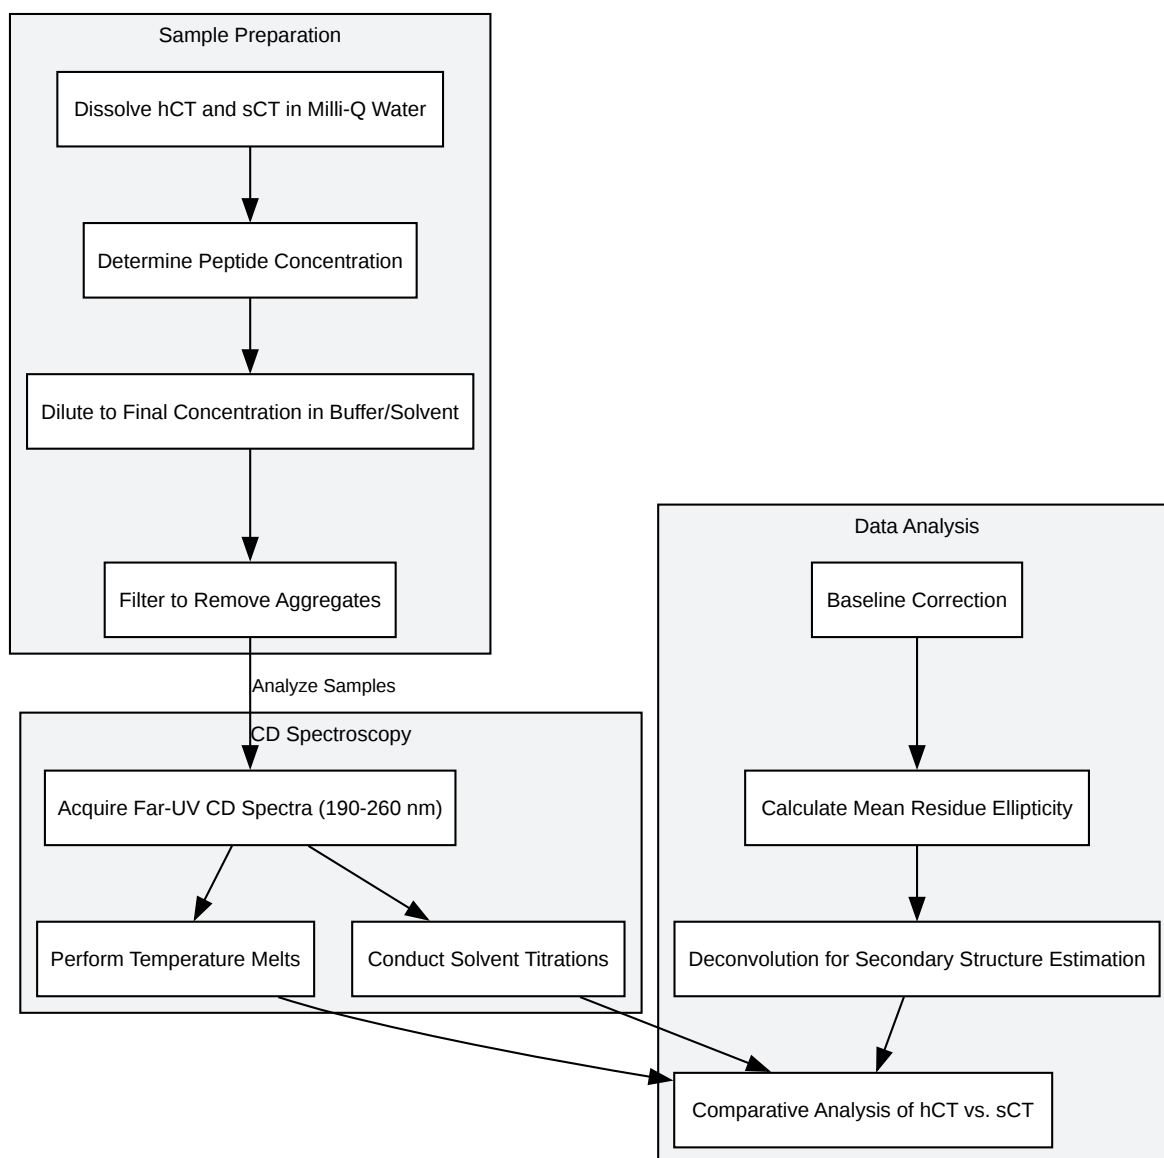 Sample Preparation
Dissolve hCT and sCT in Milli-Q Water
Determine Peptide Concentration
Dilute to Final Concentration in Buffer/Solvent
Filter to Remove Aggregates
Analyze Samples
CD Spectroscopy
Acquire Far-UV CD Spectra (190-260 nm)
Perform Temperature Melts
Conduct Solvent Titrations
Data Analysis
Baseline Correction
Calculate Mean Residue Ellipticity
Deconvolution for Secondary Structure Estimation
Comparative Analysis of hCT vs. sCT